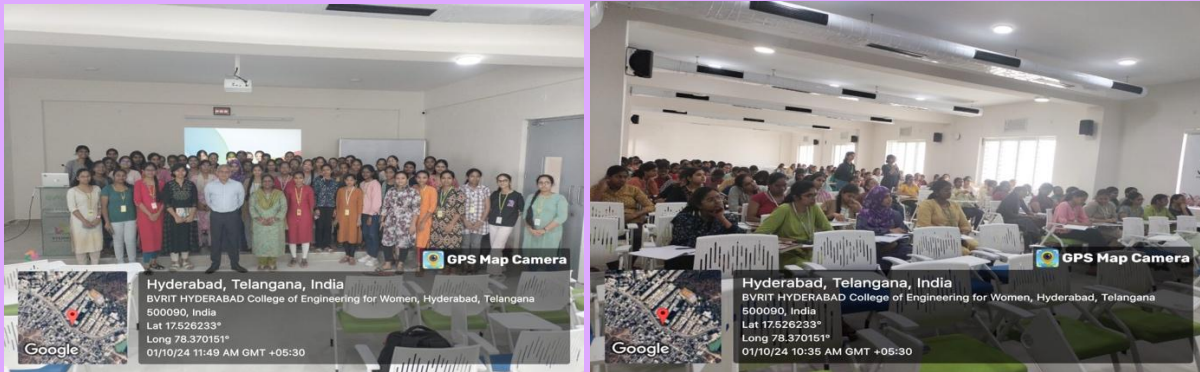 GPS Map Camera
Hyderabad, Telangana, India
BVRIT HYDERABAD College of Engineering for Women, Hyderabad, Telangana
500090, India
Lat 17.526233°
Long 78.370151°
01/10/24 11:49 AM GMT +05:30
Google
GPS Map Camera
Hyderabad, Telangana, India
BVRIT HYDERABAD College of Engineering for Women, Hyderabad, Telangana
500090, India
Lat 17.526233°
Long 78.370151°
01/10/24 10:35 AM GMT +05:30
Google